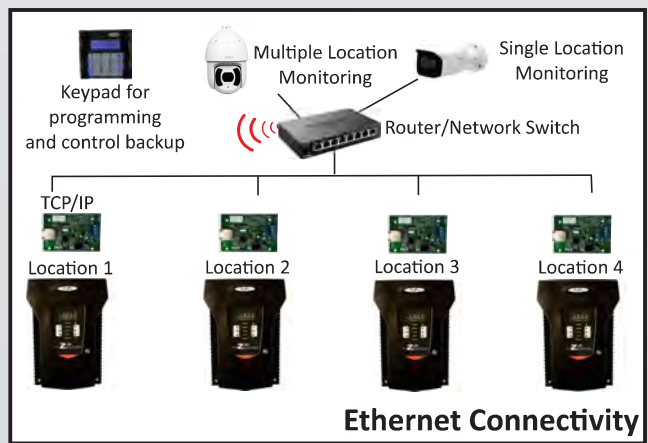 Multiple Location
Monitoring
Single Location
Monitoring
Keypad for
programming
and control backup
Router/Network Switch
TCP/IP
Location 1
Location 2
Location 3
Location 4
Ethernet Connectivity